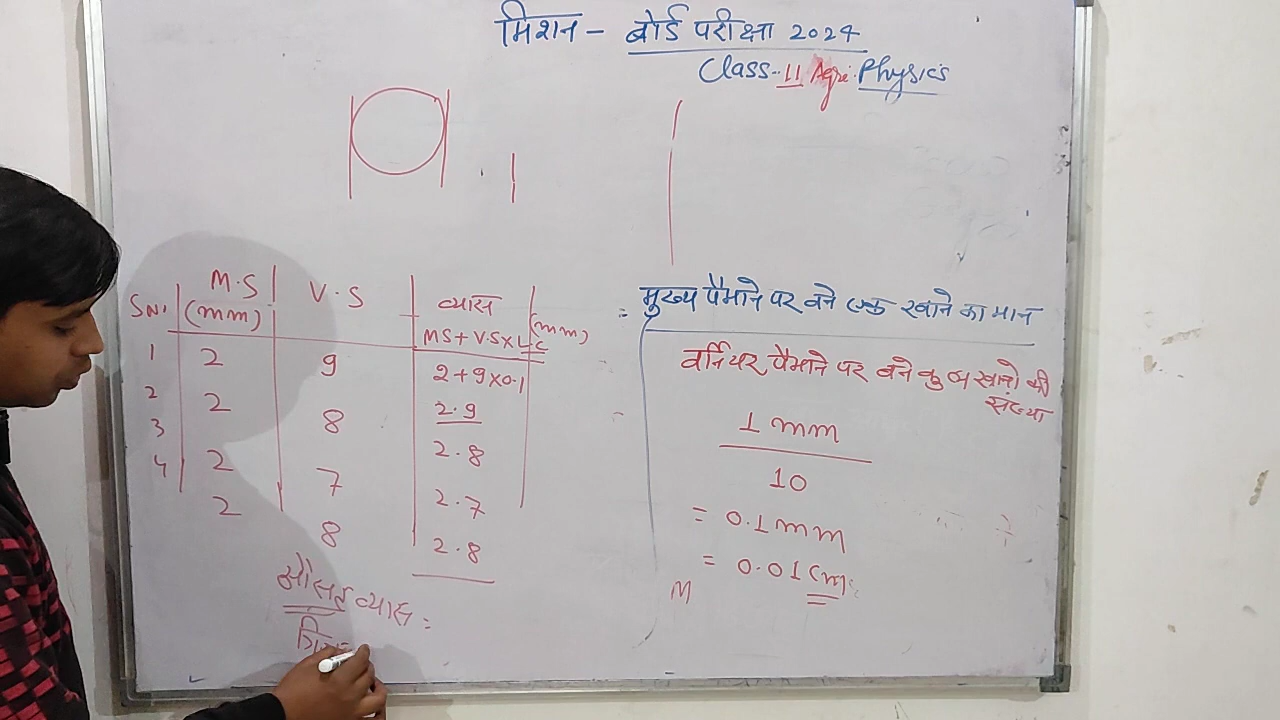 मिशन - बोर्ड परीक्षा 2024
Class-11 Agri Physics
SN. M.S (mm) V.S व्यास MS + V.S x L.C (mm)
1 2 9 2 + 9 x 0.1
2.9
2 2 8 2.8
3 2 7 2.7
4 2 8 2.8
औसत व्यास =
= मुख्य पैमाने पर बने एक खाने का मान
वर्नियर पैमाने पर बने कुल खानों की
संख्या
1 mm
10
= 0.1 mm
= 0.01 cm
M